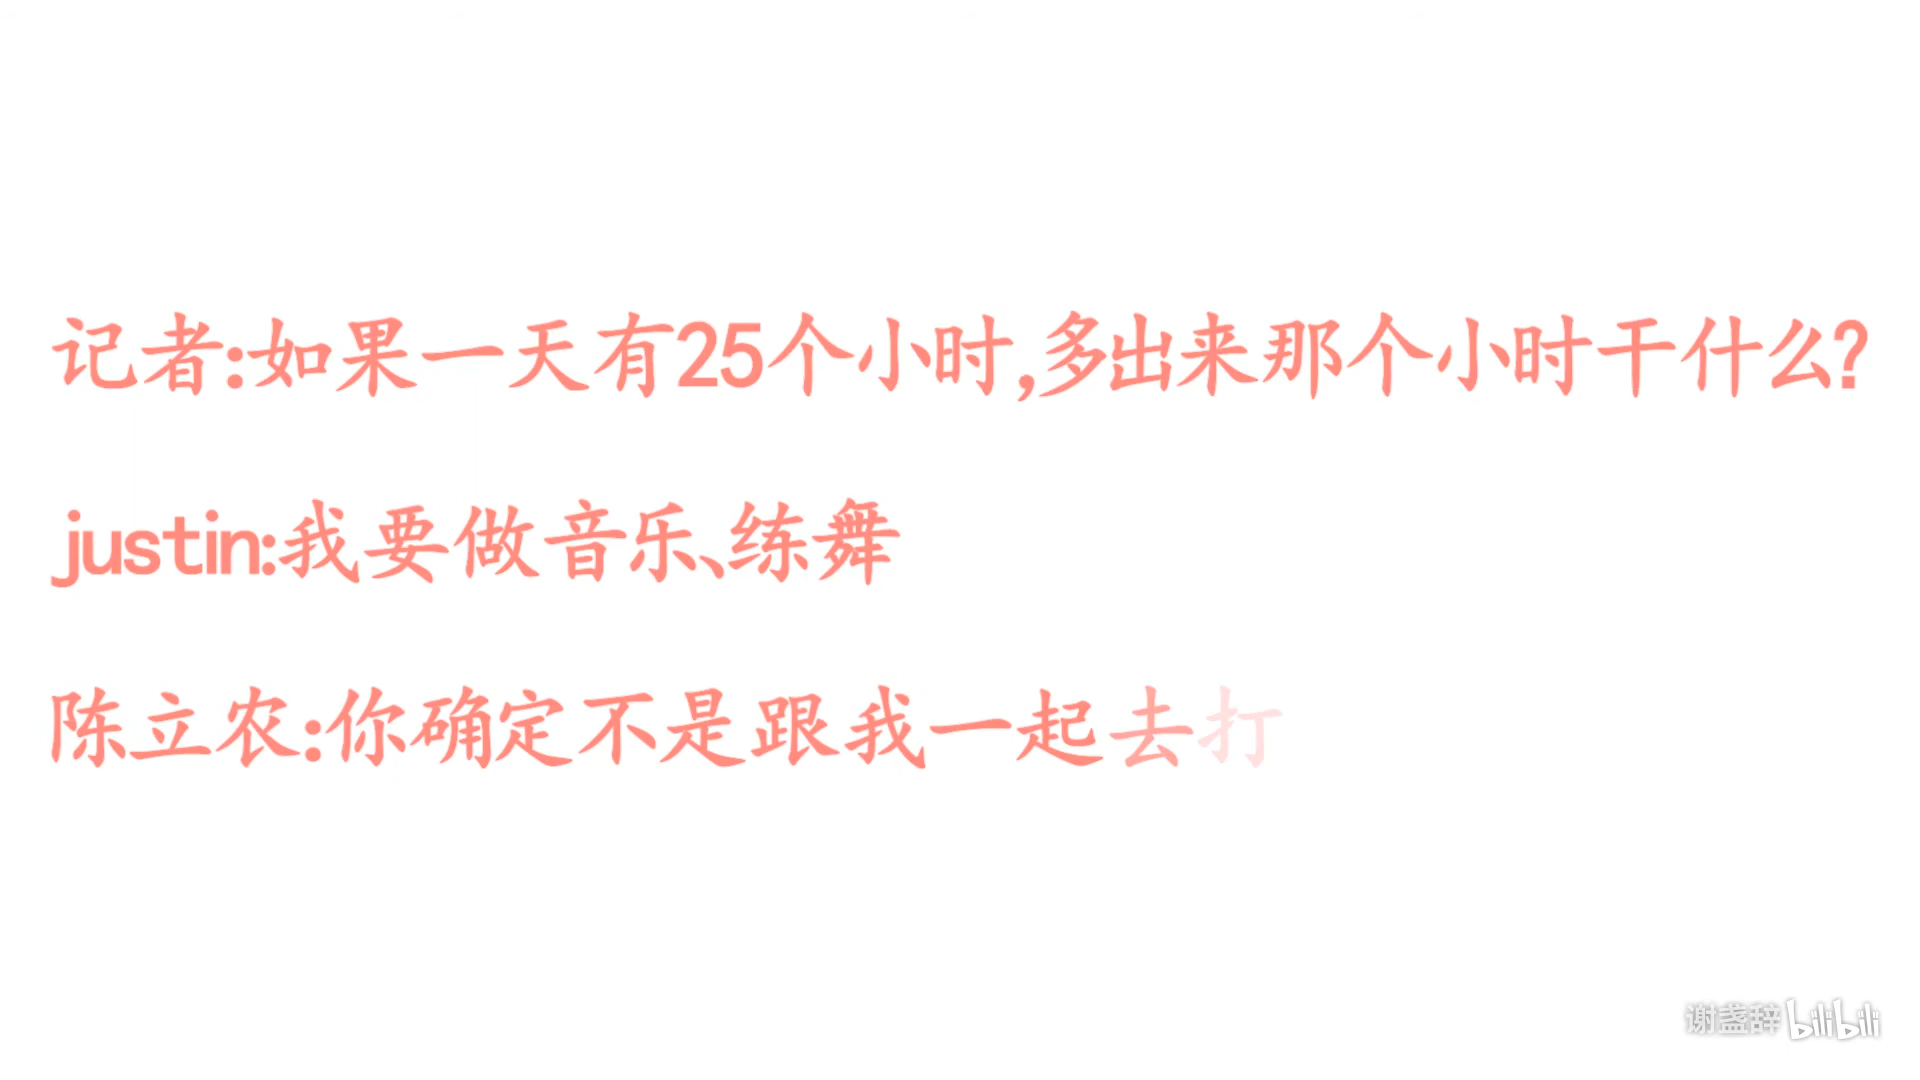 记者:如果一天有25个小时,多出来那个小时干什么?
justin:我要做音乐、练舞
陈立农:你确定不是跟我一起去打
谢盏辞 bilibili